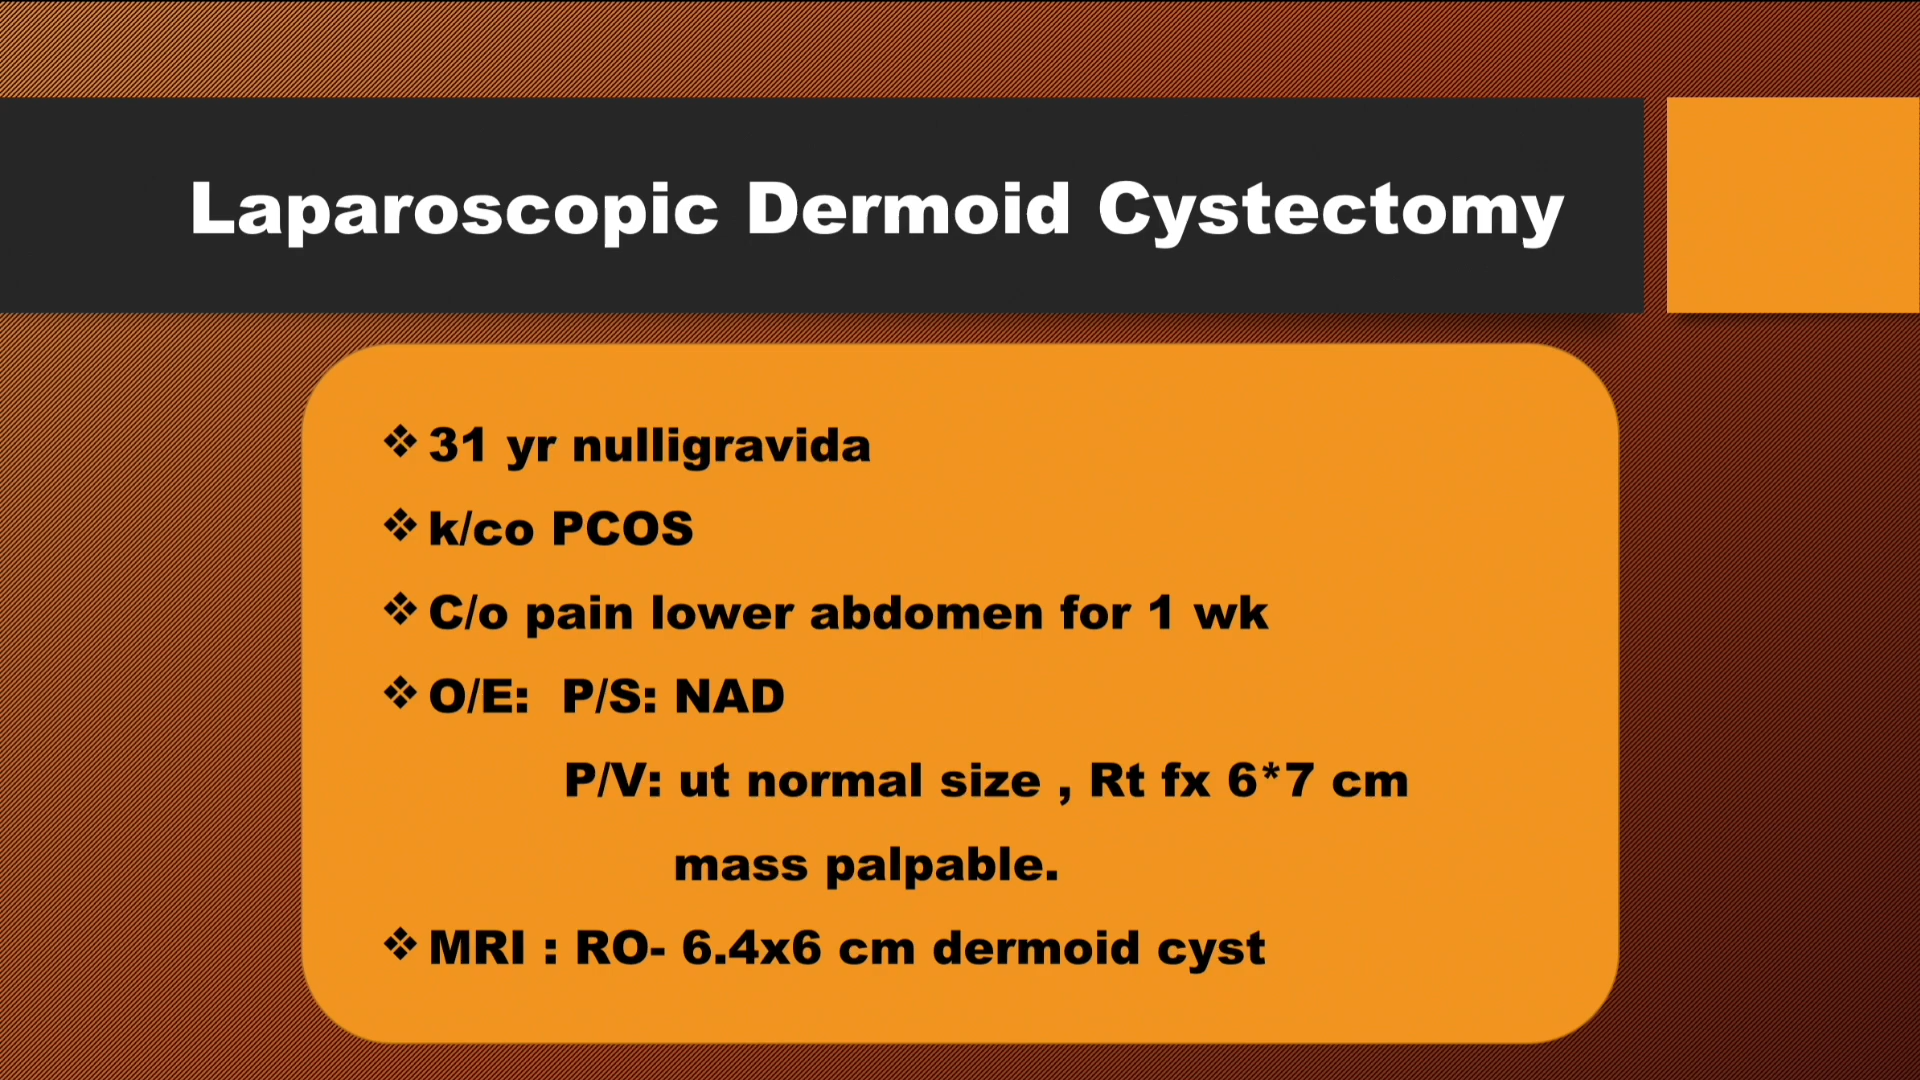 Laparoscopic Dermoid Cystectomy
❖ 31 yr nulligravida
❖ k/co PCOS
❖ C/o pain lower abdomen for 1 wk
❖ O/E: P/S: NAD
P/V: ut normal size , Rt fx 6*7 cm
mass palpable.
❖ MRI : RO- 6.4x6 cm dermoid cyst